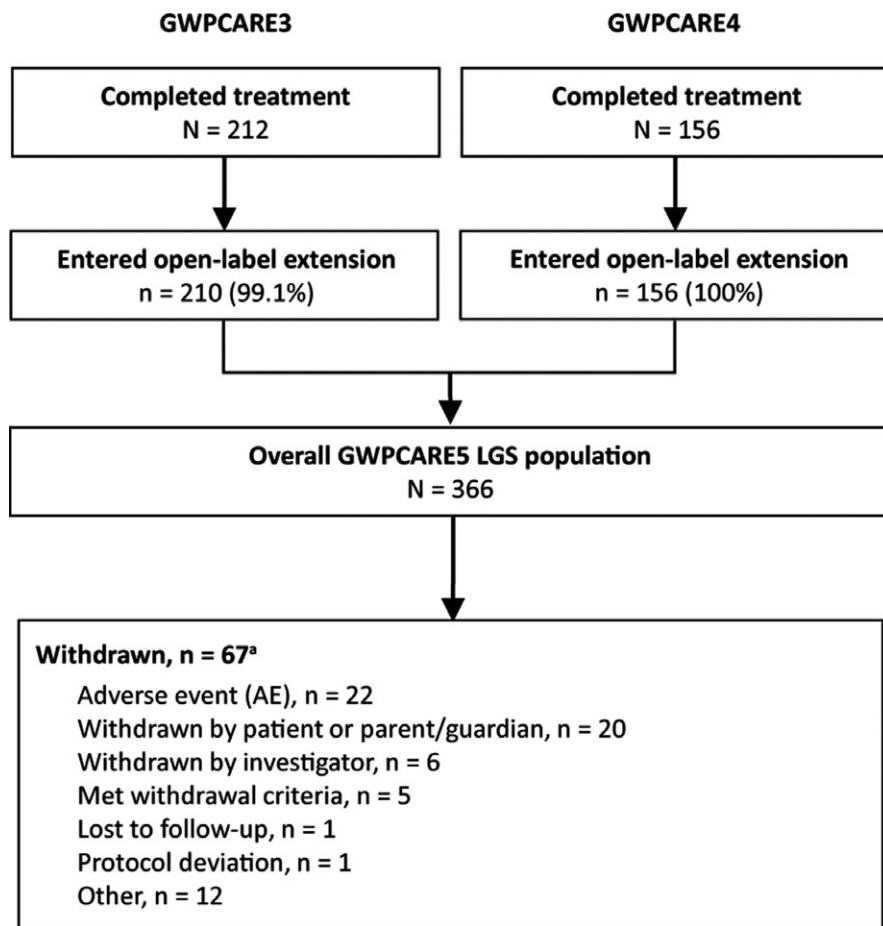 GWPCARE3
GWPCARE4
Completed treatment
N = 212
Completed treatment
N = 156
Entered open-label extension
n = 210 (99.1%)
Entered open-label extension
n = 156 (100%)
Overall GWPCARE5 LGS population
N = 366
Withdrawn, n = 67ᵃ
Adverse event (AE), n = 22
Withdrawn by patient or parent/guardian, n = 20
Withdrawn by investigator, n = 6
Met withdrawal criteria, n = 5
Lost to follow-up, n = 1
Protocol deviation, n = 1
Other, n = 12